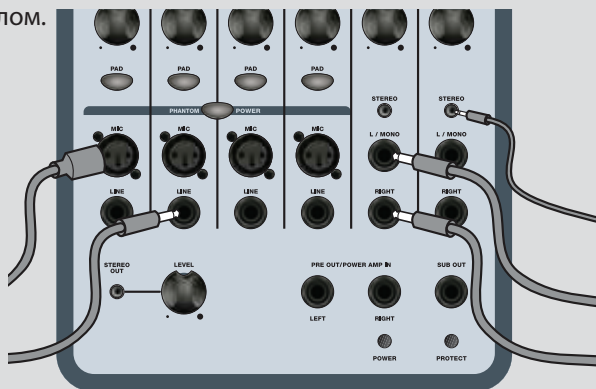 лом.
PAD PAD PAD PAD
STEREO STEREO
PHANTOM POWER
MIC MIC MIC MIC L / MONO L / MONO
LINE LINE LINE LINE RIGHT RIGHT
STEREO OUT LEVEL PRE OUT/POWER AMP IN SUB OUT
LEFT RIGHT
POWER PROTECT